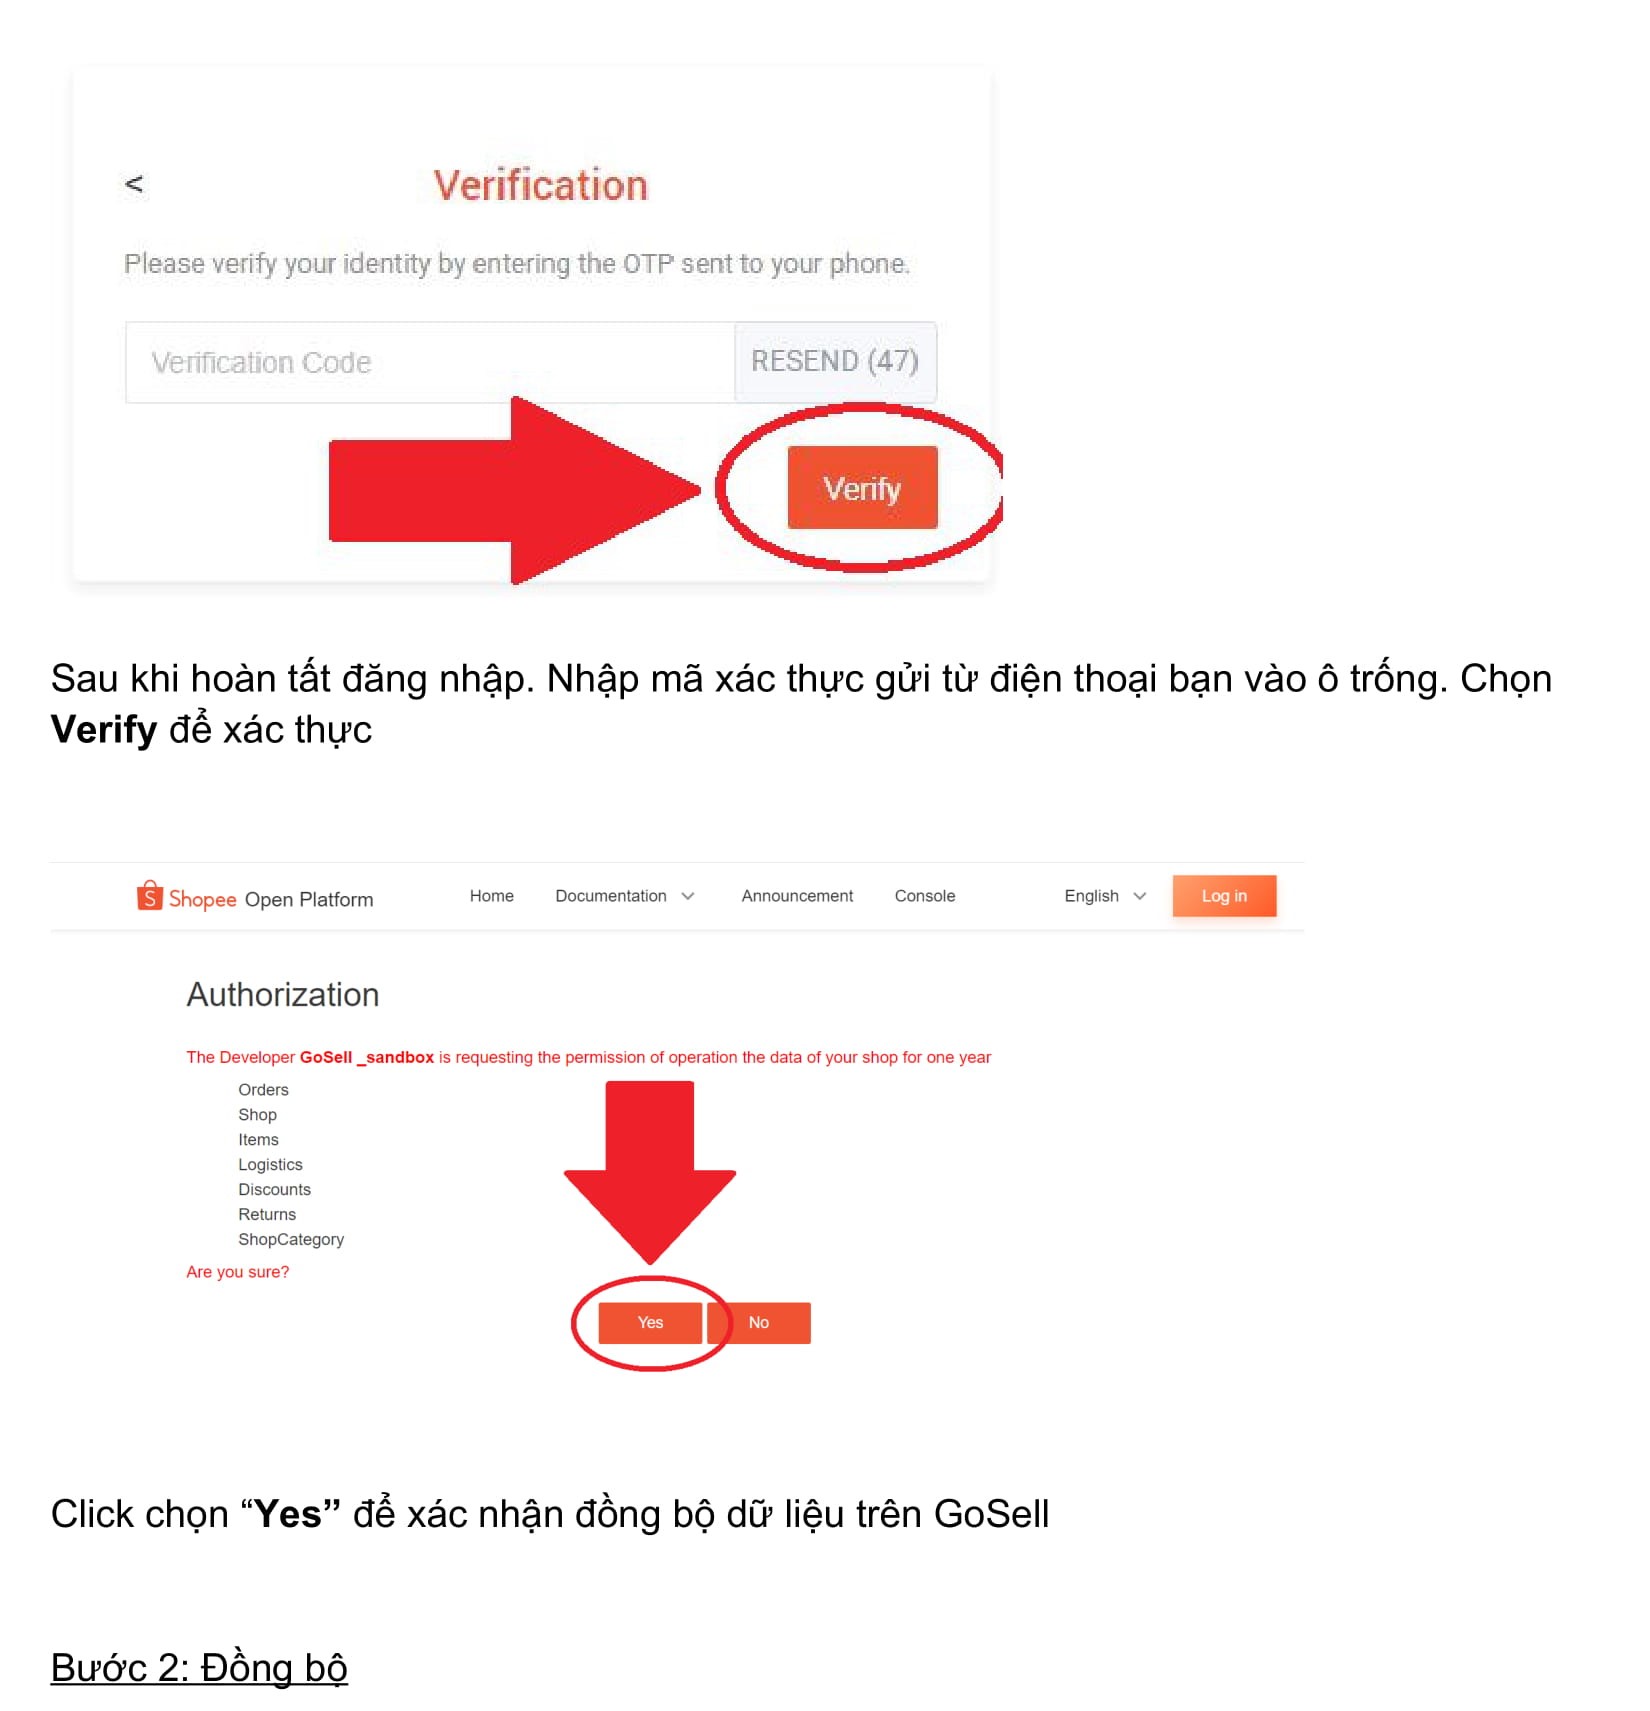 <
Verification
Please verify your identity by entering the OTP sent to your phone.
Verification Code
RESEND (47)
Verify
Sau khi hoàn tất đăng nhập. Nhập mã xác thực gửi từ điện thoại bạn vào ô trống. Chọn
Verify để xác thực
Shopee Open Platform
Home
Documentation
Announcement
Console
English
Log in
Authorization
The Developer GoSell _sandbox is requesting the permission of operation the data of your shop for one year
Orders
Shop
Items
Logistics
Discounts
Returns
ShopCategory
Are you sure?
Yes
No
Click chọn “Yes” để xác nhận đồng bộ dữ liệu trên GoSell
Bước 2: Đồng bộ